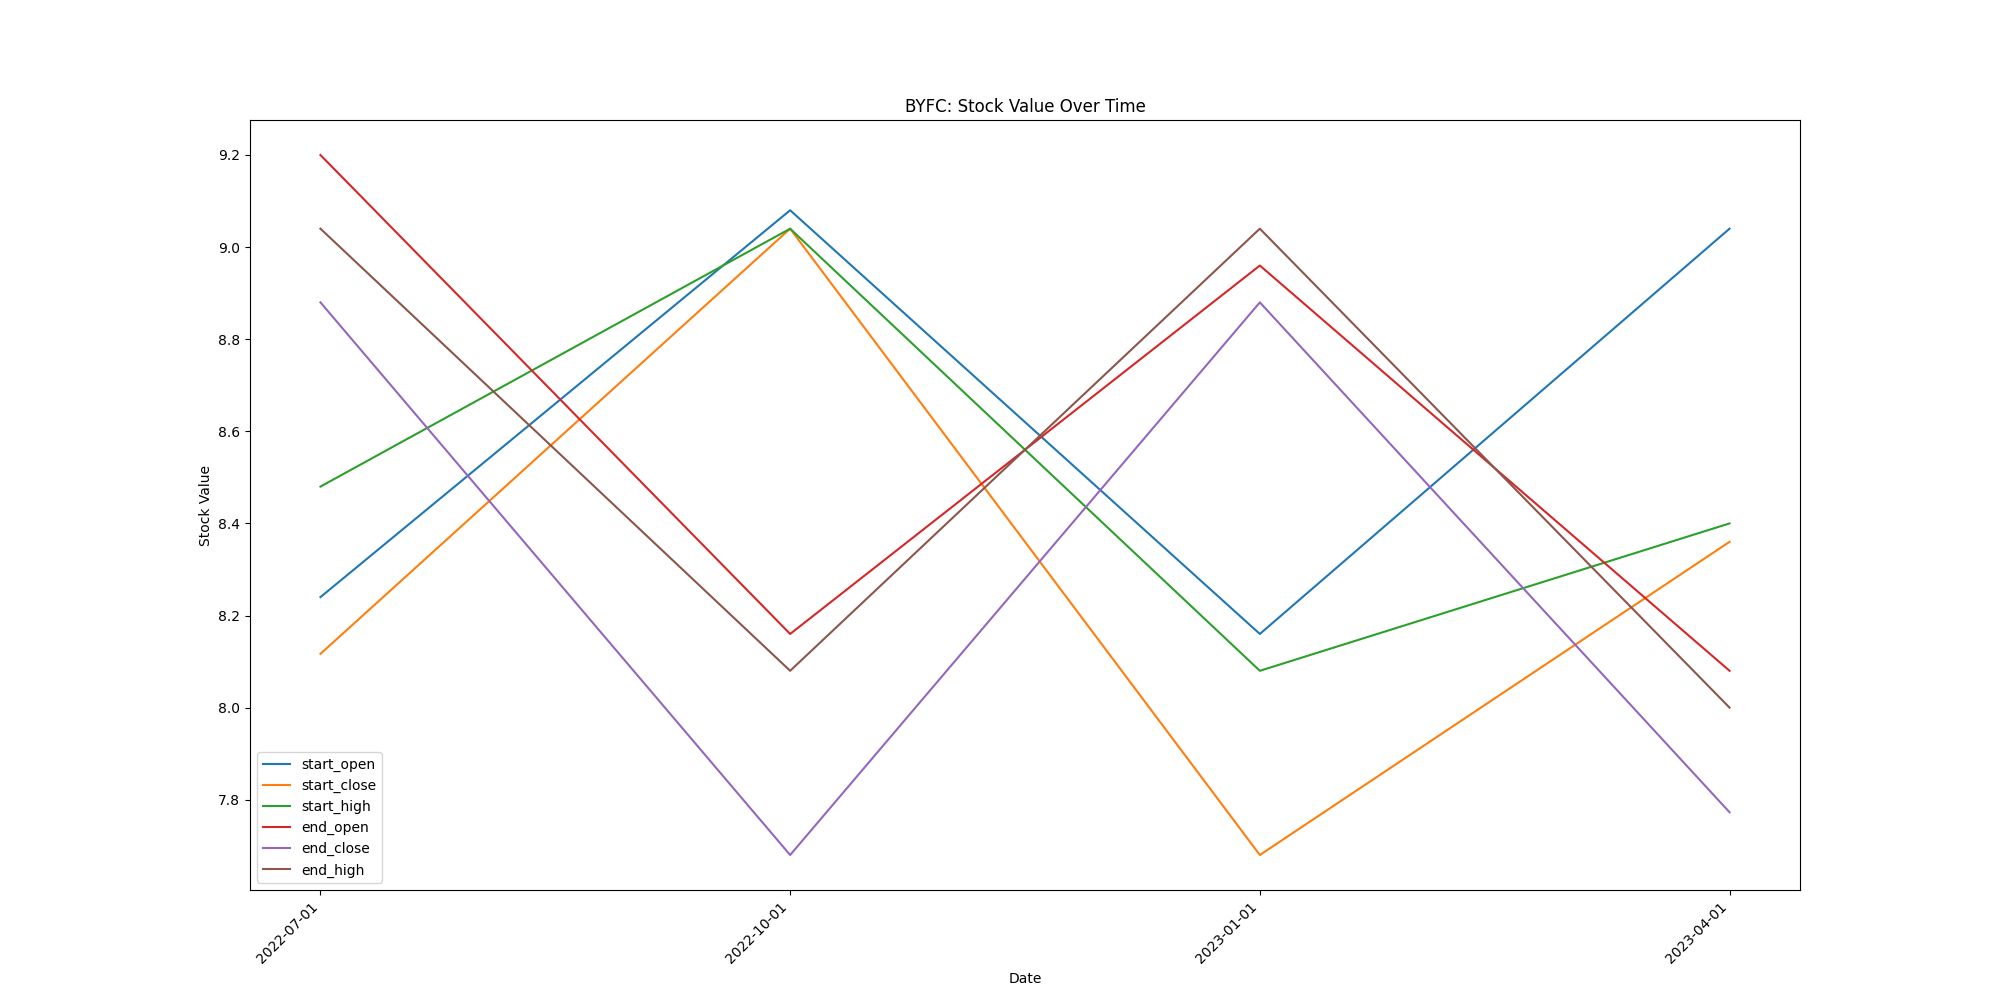 BYFC: Stock Value Over Time
Stock Value
9.2
9.0
8.8
8.6
8.4
8.2
8.0
7.8
start_open
start_close
start_high
end_open
end_close
end_high
2022-07-01
2022-10-01
2023-01-01
2023-04-01
Date